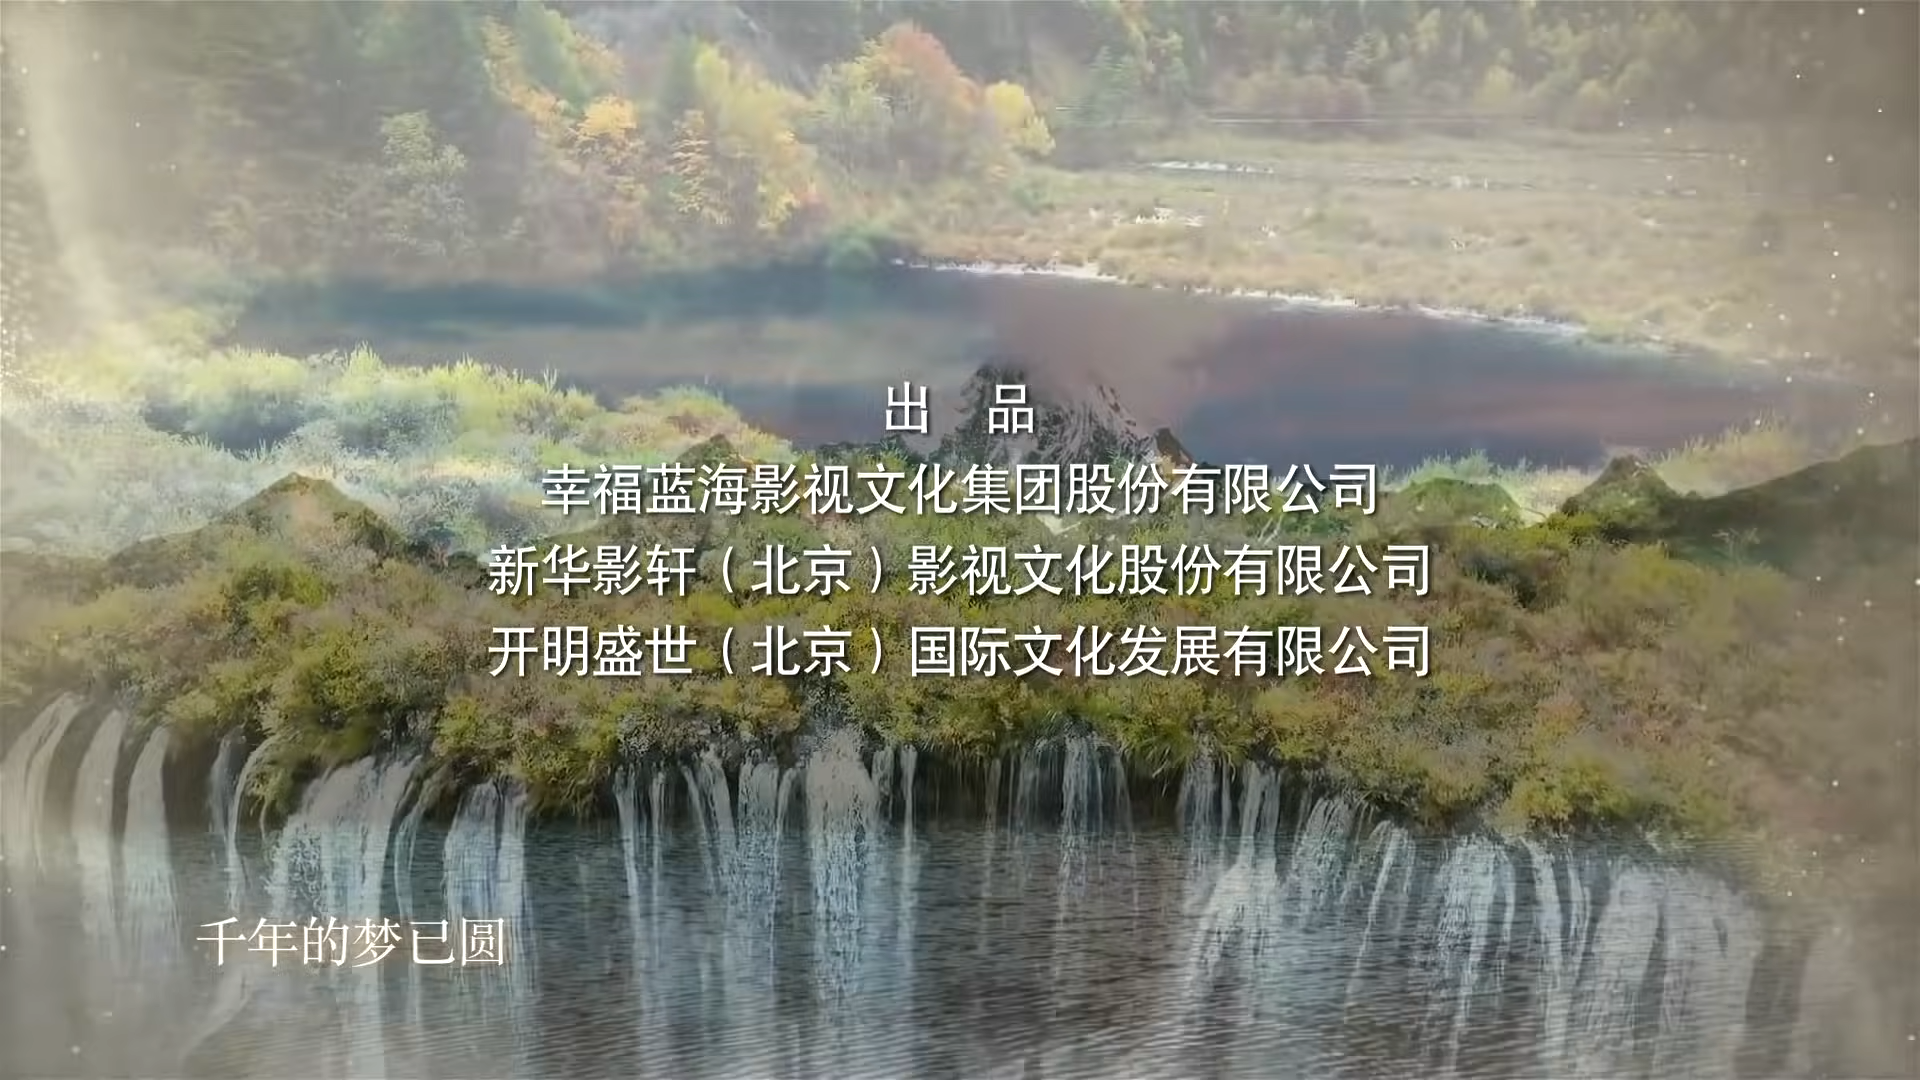 出 品
幸福蓝海影视文化集团股份有限公司
新华影轩（北京）影视文化股份有限公司
开明盛世（北京）国际文化发展有限公司
千年的梦已圆